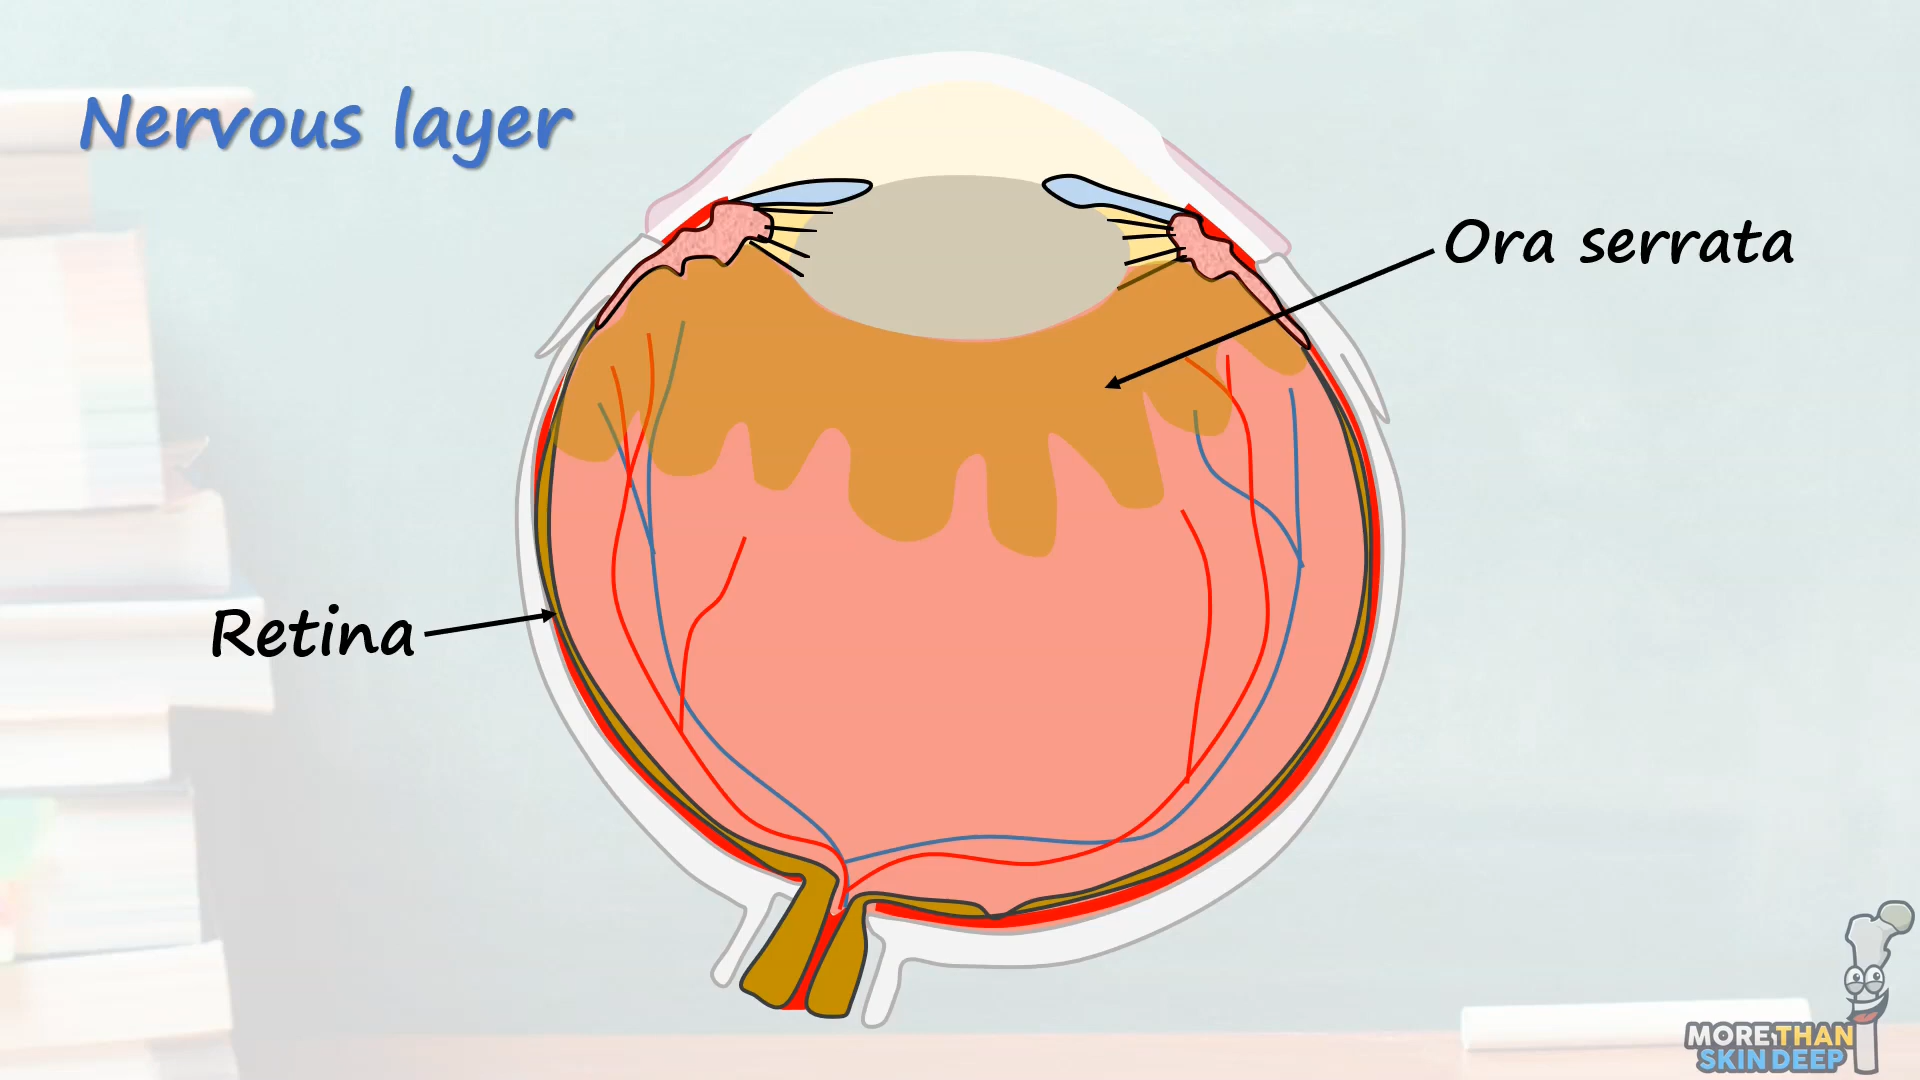 Nervous layer
Ora serrata
Retina
MORE THAN
SKIN DEEP